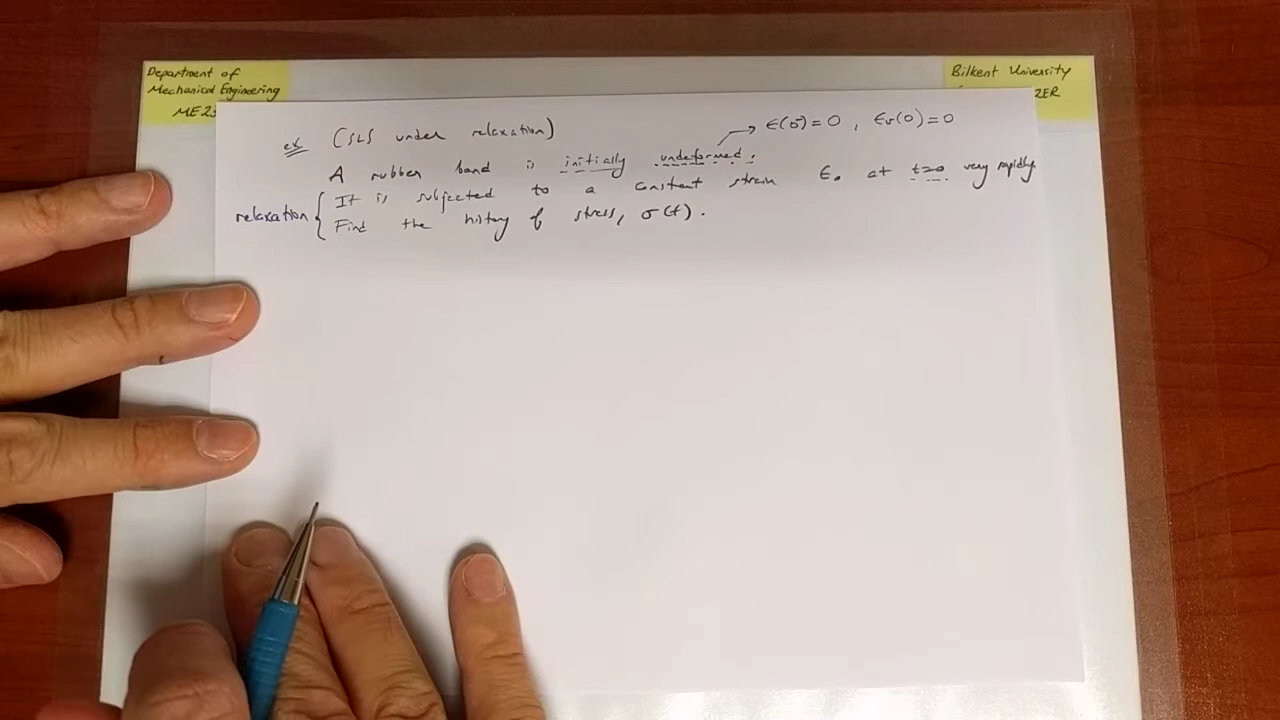 Department of
Mechanical Engineering
ME23
Bilkent University
ZER
ex (SLS under relaxation)
A rubber band is initially undeformed. → ϵ(0⁻)=0 , ϵv(0)=0
It is subjected to a constant strain ϵ₀ at t=0 very rapidly.
relaxation { Find the history of stress, σ(t).